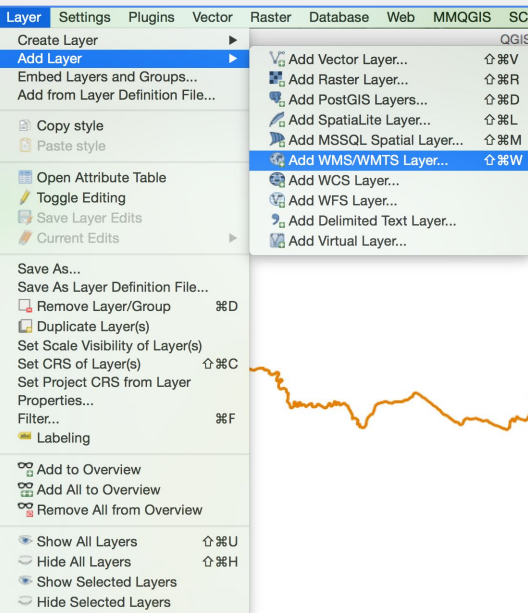 Layer Settings Plugins Vector Raster Database Web MMQGIS SC
QGIS
Create Layer ▶
Add Layer ▶
Embed Layers and Groups...
Add from Layer Definition File...
Copy style
Paste style
Open Attribute Table
Toggle Editing
Save Layer Edits
Current Edits ▶
Save As...
Save As Layer Definition File...
Remove Layer/Group ⌘D
Duplicate Layer(s)
Set Scale Visibility of Layer(s)
Set CRS of Layer(s) ⇧⌘C
Set Project CRS from Layer
Properties...
Filter... ⌘F
Labeling
Add to Overview
Add All to Overview
Remove All from Overview
Show All Layers ⇧⌘U
Hide All Layers ⇧⌘H
Show Selected Layers
Hide Selected Layers
Add Vector Layer... ⇧⌘V
Add Raster Layer... ⇧⌘R
Add PostGIS Layers... ⇧⌘D
Add SpatiaLite Layer... ⇧⌘L
Add MSSQL Spatial Layer... ⇧⌘M
Add WMS/WMTS Layer... ⇧⌘W
Add WCS Layer...
Add WFS Layer...
Add Delimited Text Layer...
Add Virtual Layer...